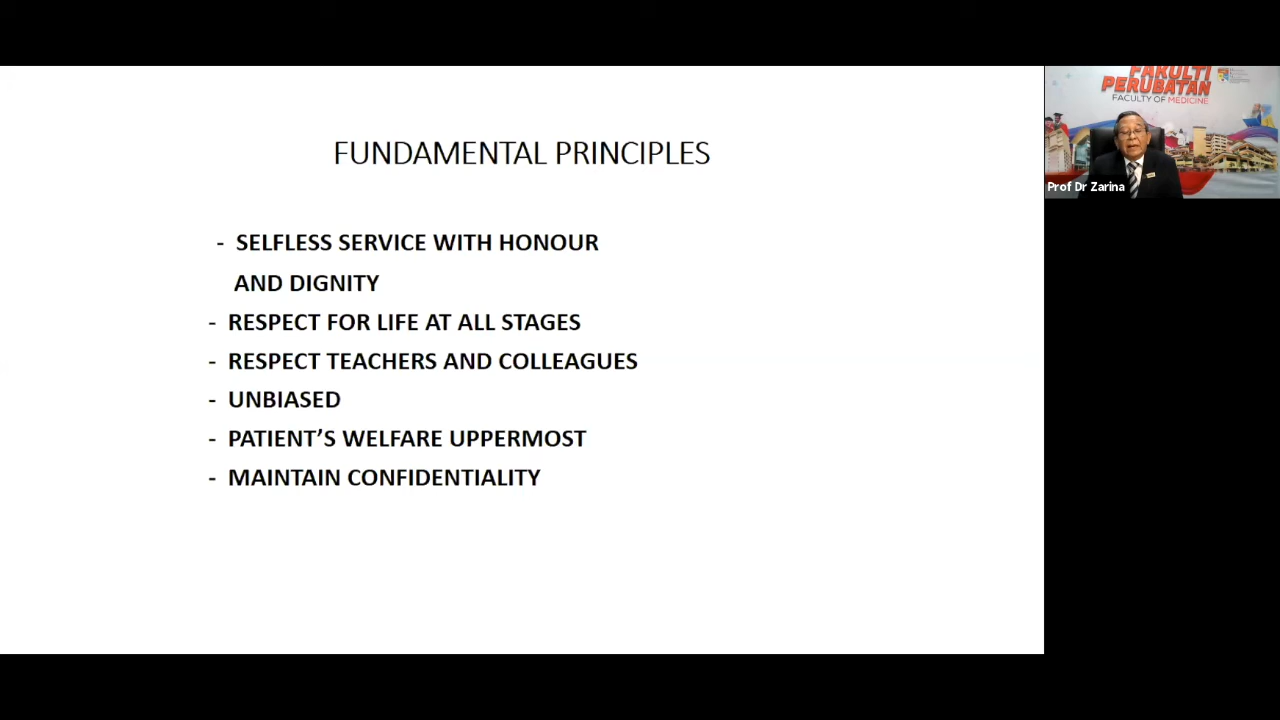 FUNDAMENTAL PRINCIPLES
- SELFLESS SERVICE WITH HONOUR
AND DIGNITY
- RESPECT FOR LIFE AT ALL STAGES
- RESPECT TEACHERS AND COLLEAGUES
- UNBIASED
- PATIENT’S WELFARE UPPERMOST
- MAINTAIN CONFIDENTIALITY
FAKULTI
PERUBATAN
FACULTY OF MEDICINE
Prof Dr Zarina